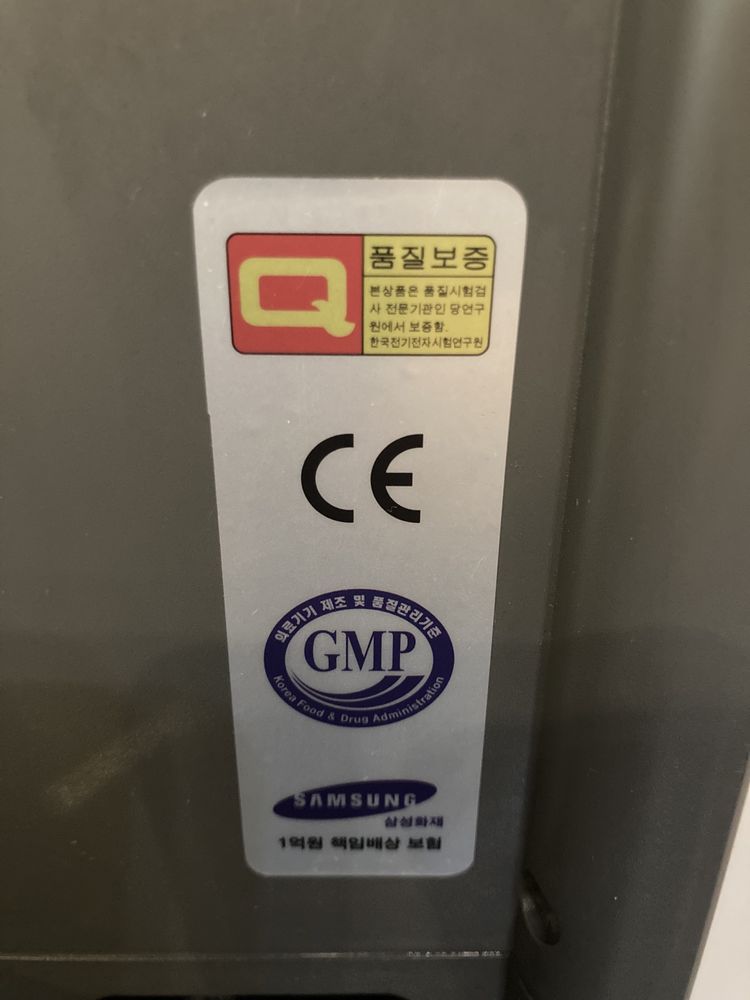 Q
품질보증
본상품은 품질시험검
사 전문기관인 당연구
원에서 보증함.
한국전기전자시험연구원
CE
의료기기 제조 및 품질관리기준
GMP
Korea Food & Drug Administration
SAMSUNG
삼성화재
1억원 책임배상 보험